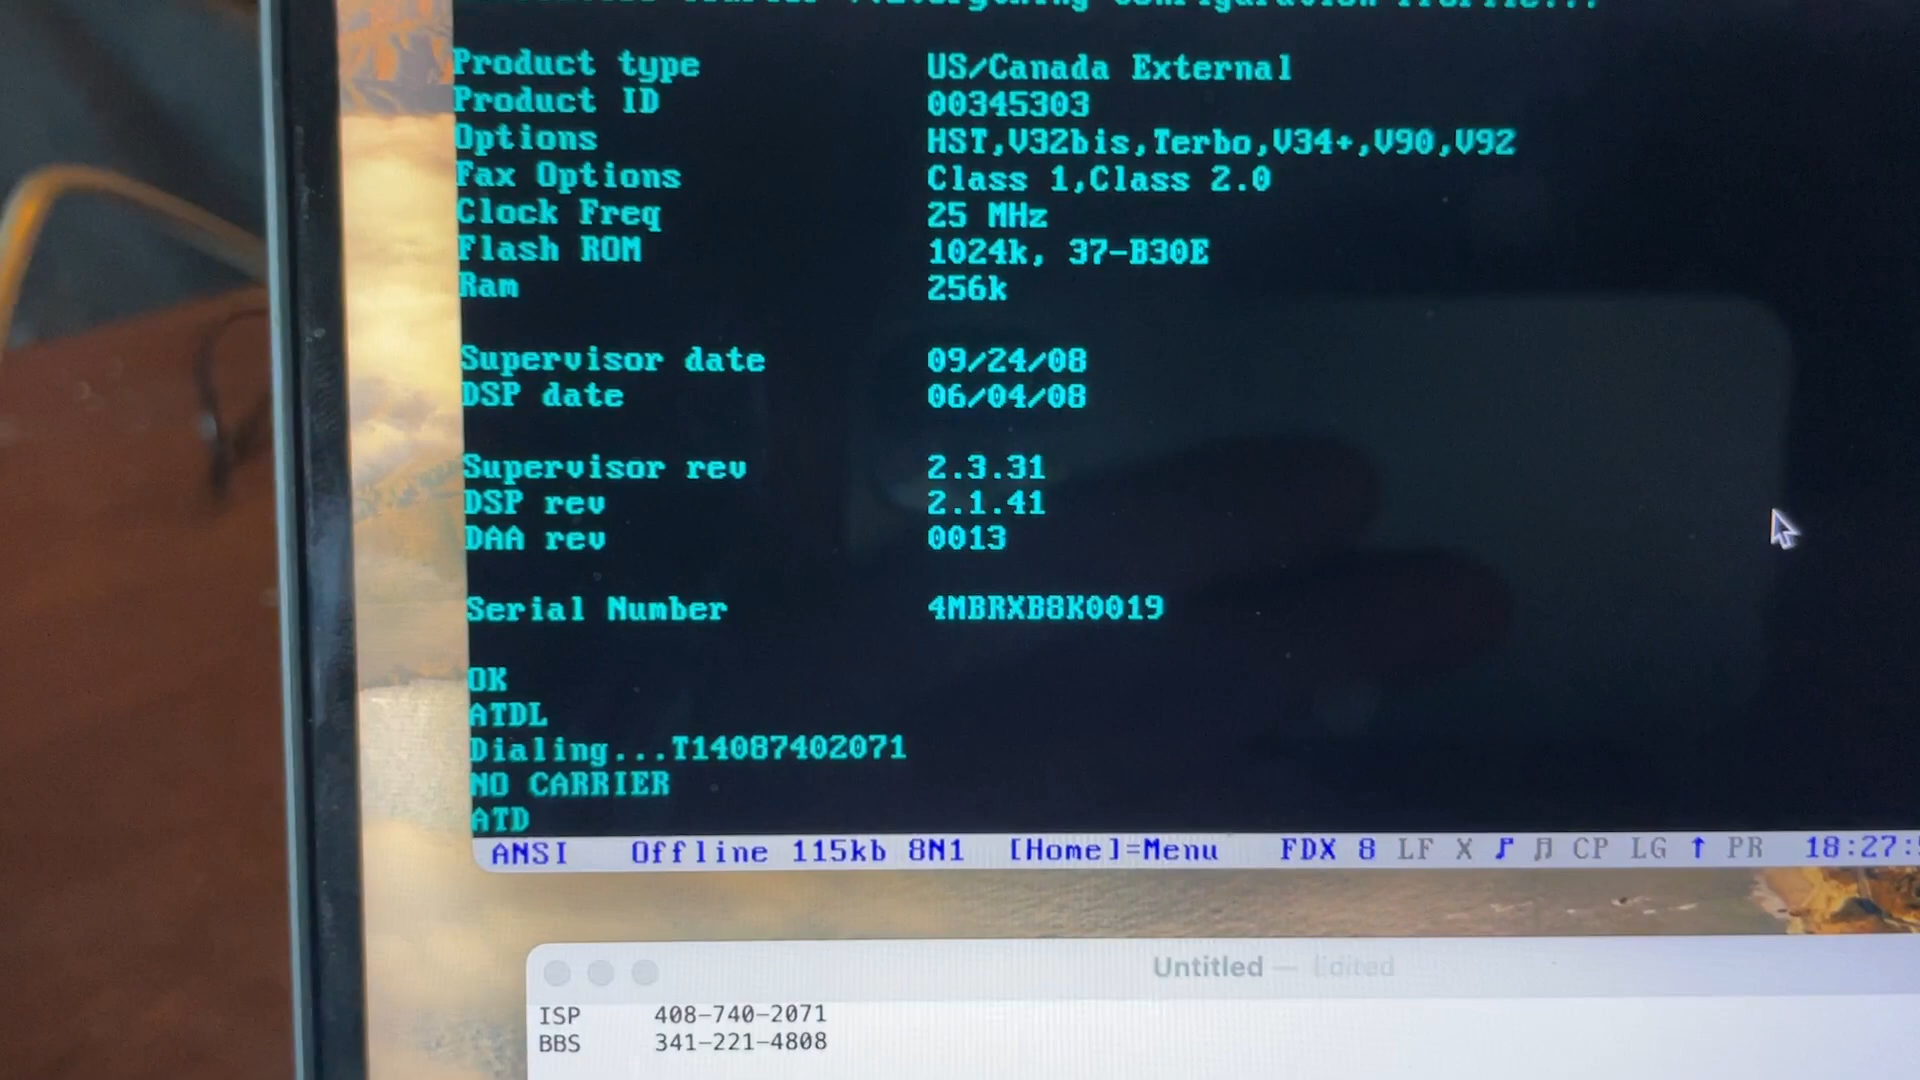 Configuration Profile...
Product type US/Canada External
Product ID 00345303
Options HST,V32bis,Terbo,V34+,V90,V92
Fax Options Class 1,Class 2.0
Clock Freq 25 MHz
Flash ROM 1024k, 37-B30E
Ram 256k
Supervisor date 09/24/08
DSP date 06/04/08
Supervisor rev 2.3.31
DSP rev 2.1.41
DAA rev 0013
Serial Number 4MBRXB8K0019
OK
ATDL
Dialing...T14087402071
NO CARRIER
ATD
ANSI Offline 115kb 8N1 [Home]=Menu FDX 8 LF X ♪ ♫ CP LG ↑ PR 18:27:
Untitled — Edited
ISP 408-740-2071
BBS 341-221-4808